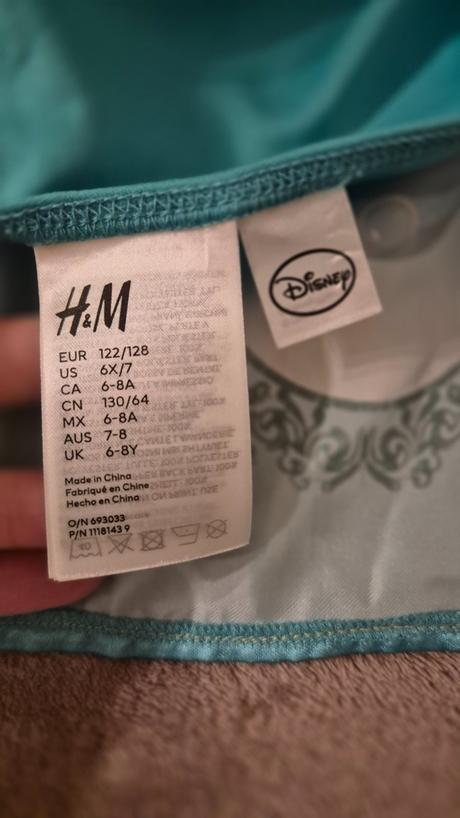 H&M
EUR 122/128
US 6X/7
CA 6-8A
CN 130/64
MX 6-8A
AUS 7-8
UK 6-8Y
Made in China
Fabriqué en Chine
Hecho en China
O/N 693033
P/N 1118143 9
40
Disney